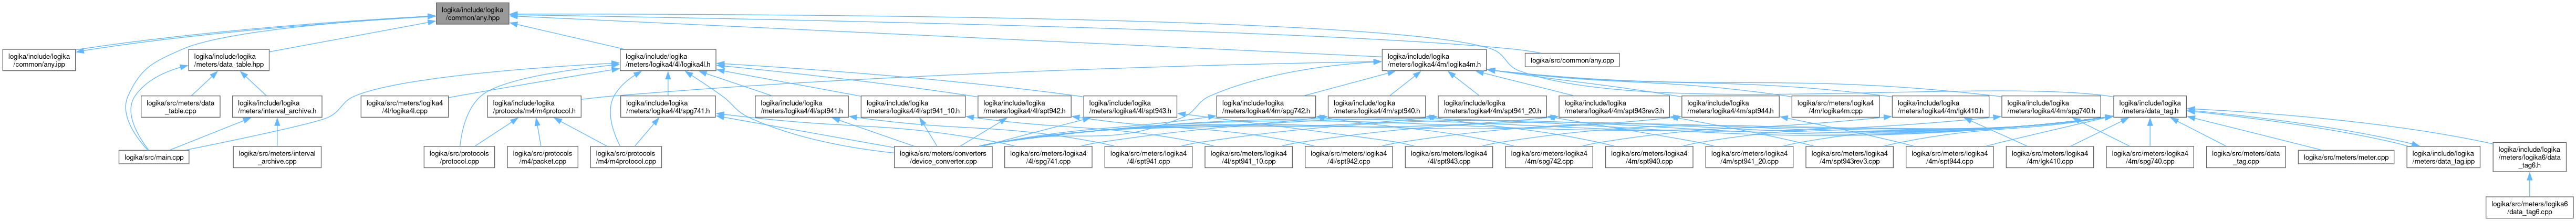 logika/include/logika
/common/any.hpp
logika/include/logika
/common/any.ipp
logika/include/logika
/meters/data_table.hpp
logika/include/logika
/meters/logika4/4l/logika4l.h
logika/include/logika
/meters/logika4/4m/logika4m.h
logika/src/common/any.cpp
logika/src/meters/data
_table.cpp
logika/include/logika
/meters/interval_archive.h
logika/src/meters/logika4
/4l/logika4l.cpp
logika/include/logika
/protocols/m4/m4protocol.h
logika/include/logika
/meters/logika4/4l/spg741.h
logika/include/logika
/meters/logika4/4l/spt941.h
logika/include/logika
/meters/logika4/4l/spt941_10.h
logika/include/logika
/meters/logika4/4l/spt942.h
logika/include/logika
/meters/logika4/4l/spt943.h
logika/include/logika
/meters/logika4/4m/spg742.h
logika/include/logika
/meters/logika4/4m/spt940.h
logika/include/logika
/meters/logika4/4m/spt941_20.h
logika/include/logika
/meters/logika4/4m/spt943rev3.h
logika/include/logika
/meters/logika4/4m/spt944.h
logika/src/meters/logika4
/4m/logika4m.cpp
logika/include/logika
/meters/logika4/4m/lgk410.h
logika/include/logika
/meters/logika4/4m/spg740.h
logika/include/logika
/meters/data_tag.h
logika/src/main.cpp
logika/src/meters/interval
_archive.cpp
logika/src/protocols
/protocol.cpp
logika/src/protocols
/m4/packet.cpp
logika/src/protocols
/m4/m4protocol.cpp
logika/src/meters/converters
/device_converter.cpp
logika/src/meters/logika4
/4l/spg741.cpp
logika/src/meters/logika4
/4l/spt941.cpp
logika/src/meters/logika4
/4l/spt941_10.cpp
logika/src/meters/logika4
/4l/spt942.cpp
logika/src/meters/logika4
/4l/spt943.cpp
logika/src/meters/logika4
/4m/spg742.cpp
logika/src/meters/logika4
/4m/spt940.cpp
logika/src/meters/logika4
/4m/spt941_20.cpp
logika/src/meters/logika4
/4m/spt943rev3.cpp
logika/src/meters/logika4
/4m/spt944.cpp
logika/src/meters/logika4
/4m/lgk410.cpp
logika/src/meters/logika4
/4m/spg740.cpp
logika/src/meters/data
_tag.cpp
logika/src/meters/meter.cpp
logika/include/logika
/meters/data_tag.ipp
logika/include/logika
/meters/logika6/data
_tag6.h
logika/src/meters/logika6
/data_tag6.cpp